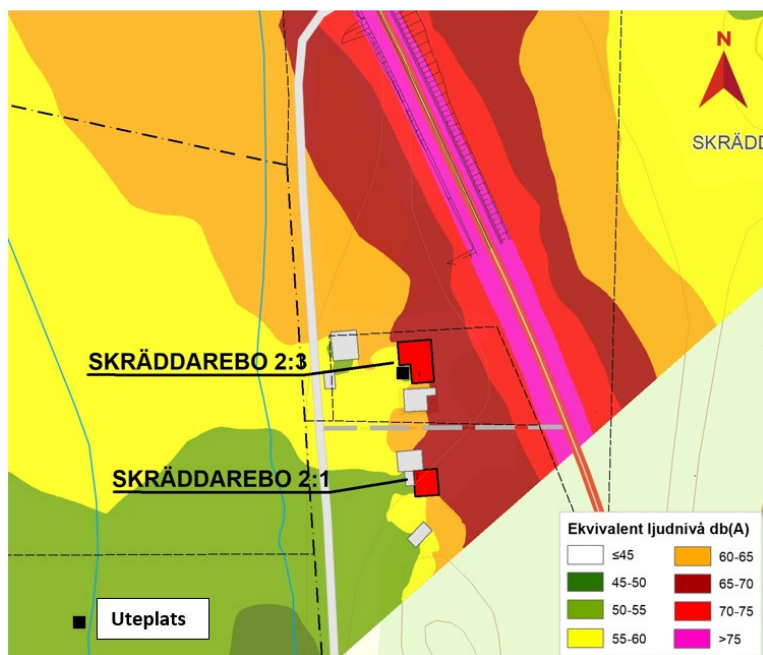 N
SKRÄDD
SKRÄDDAREBO 2:3
SKRÄDDAREBO 2:1
Uteplats
Ekvivalent ljudnivå db(A)
≤45
45-50
50-55
55-60
60-65
65-70
70-75
>75